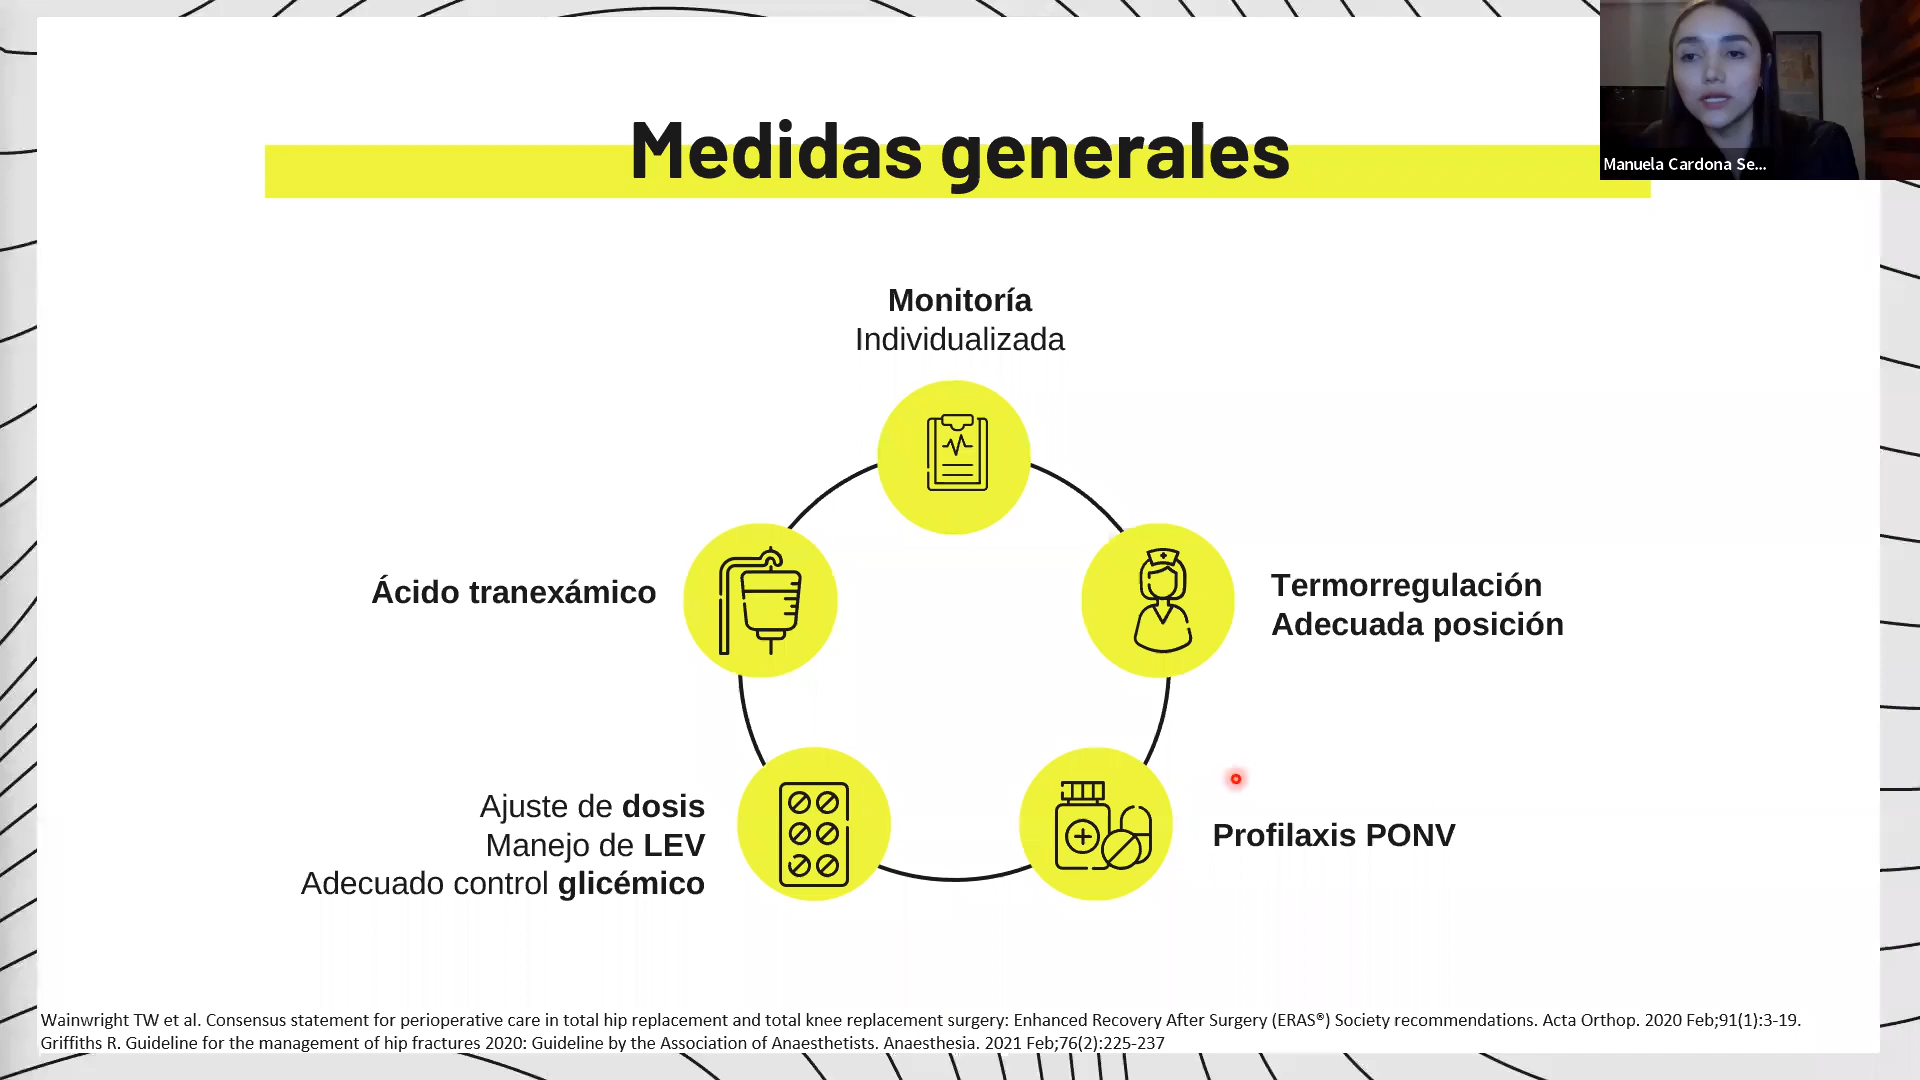 Medidas generales
Manuela Cardona Se...
Monitoría
Individualizada
Ácido tranexámico
Termorregulación
Adecuada posición
Ajuste de dosis
Manejo de LEV
Adecuado control glicémico
Profilaxis PONV
Wainwright TW et al. Consensus statement for perioperative care in total hip replacement and total knee replacement surgery: Enhanced Recovery After Surgery (ERAS®) Society recommendations. Acta Orthop. 2020 Feb;91(1):3-19.
Griffiths R. Guideline for the management of hip fractures 2020: Guideline by the Association of Anaesthetists. Anaesthesia. 2021 Feb;76(2):225-237